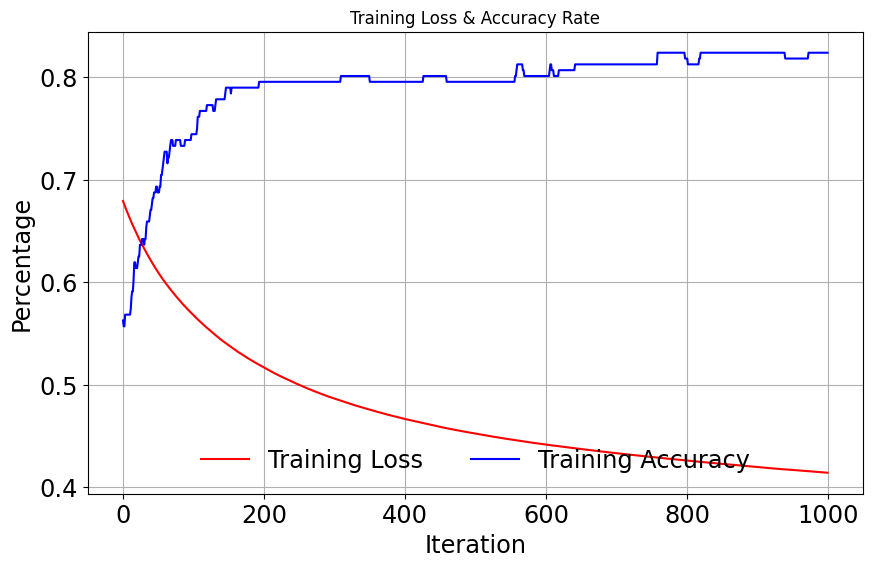 Training Loss & Accuracy Rate
Percentage
0.8
0.7
0.6
0.5
0.4
Training Loss Training Accuracy
0 200 400 600 800 1000
Iteration